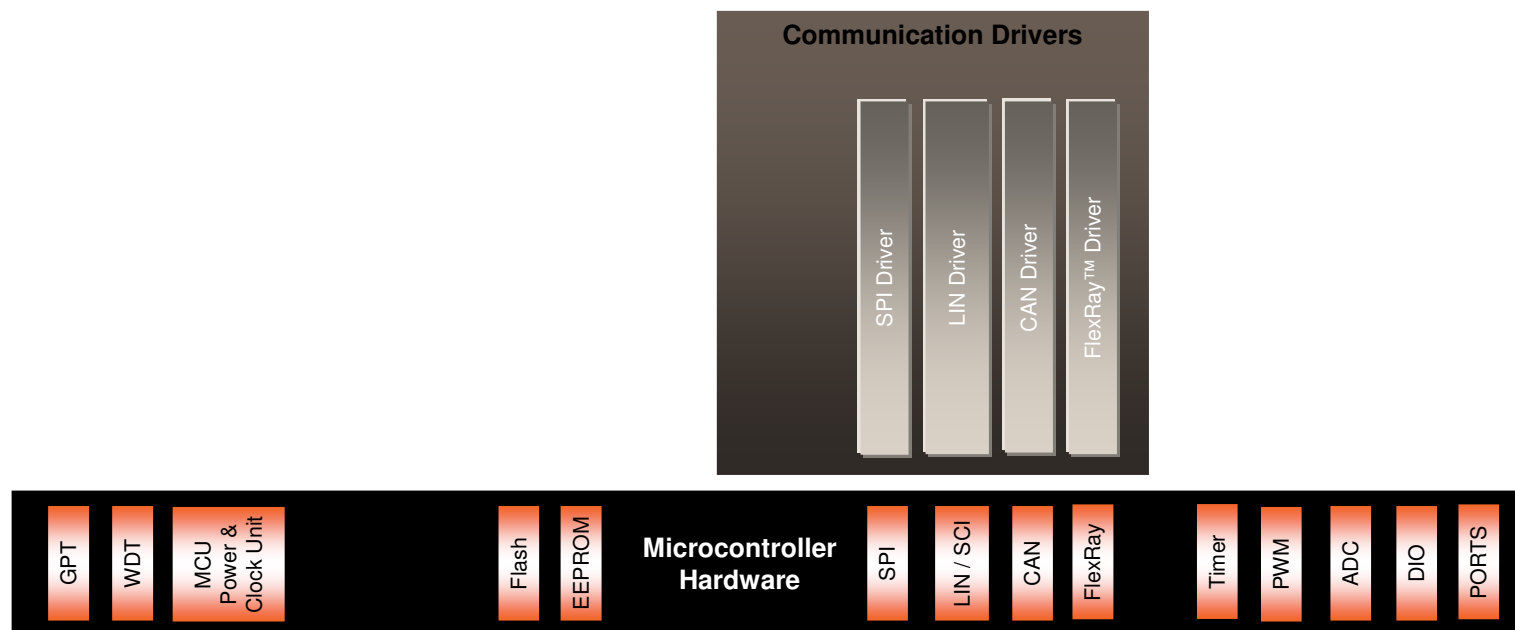 Communication Drivers
SPI Driver
LIN Driver
CAN Driver
FlexRay™ Driver
GPT
WDT
MCU
Power &
Clock Unit
Flash
EEPROM
Microcontroller
Hardware
SPI
LIN / SCI
CAN
FlexRay
Timer
PWM
ADC
DIO
PORTS